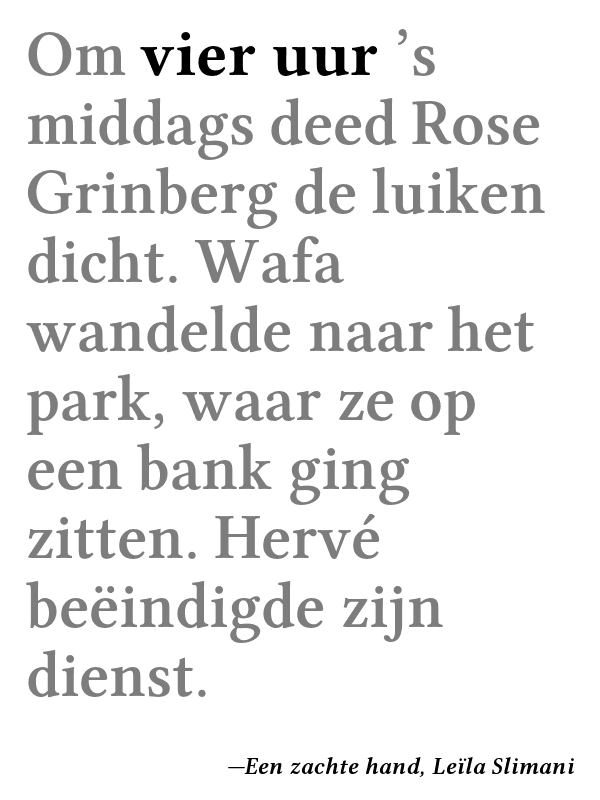 Om vier uur ’s
middags deed Rose
Grinberg de luiken
dicht. Wafa
wandelde naar het
park, waar ze op
een bank ging
zitten. Hervé
beëindigde zijn
dienst.
—Een zachte hand, Leïla Slimani